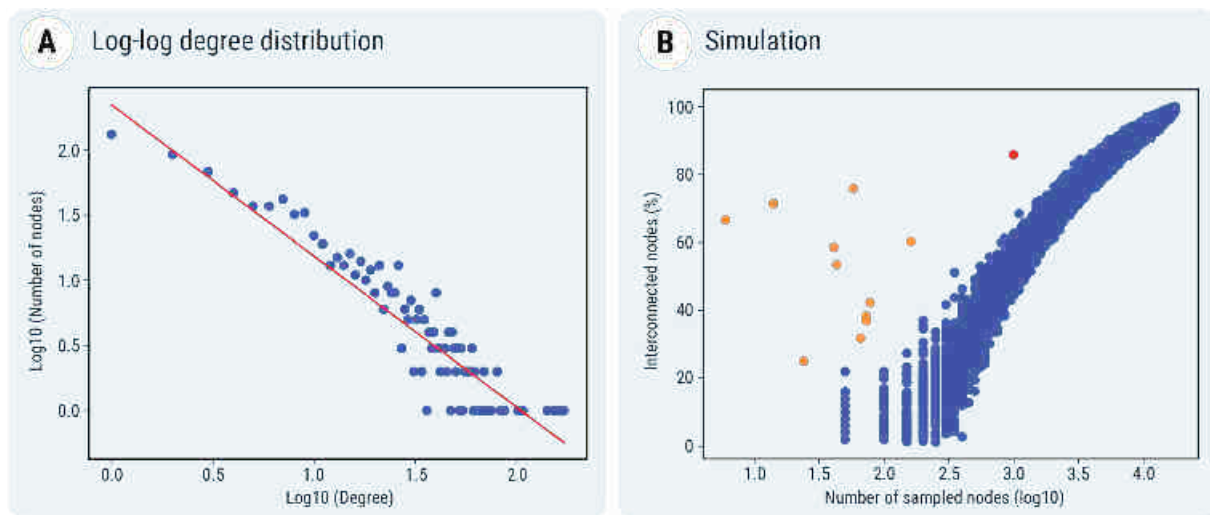 A Log-log degree distribution
2.0
1.5
1.0
0.5
0.0
Log10 (Number of nodes)
0.0 0.5 1.0 1.5 2.0
Log10 (Degree)
B Simulation
100
80
60
40
20
0
Interconnected nodes (%)
1.0 1.5 2.0 2.5 3.0 3.5 4.0
Number of sampled nodes (log10)